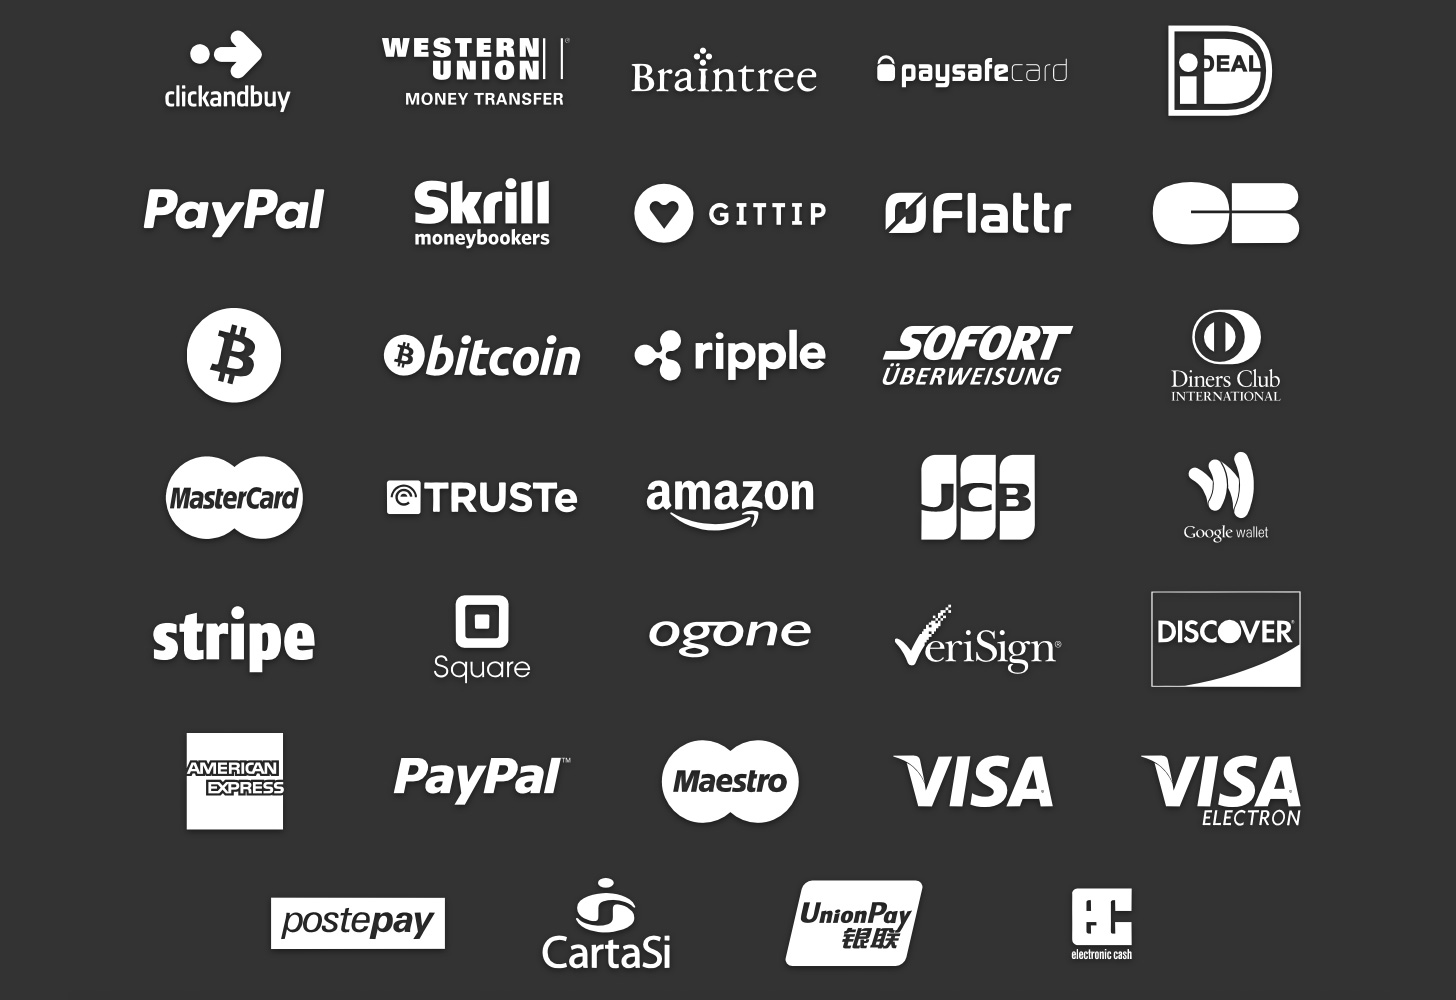 clickandbuy
WESTERN
UNION
MONEY TRANSFER
Braintree
paysafecard
iDEAL
PayPal
Skrill
moneybookers
GITTIP
Flattr
CB
bitcoin
ripple
SOFORT
ÜBERWEISUNG
Diners Club
INTERNATIONAL
MasterCard
TRUSTe
amazon
JCB
Google wallet
stripe
Square
ogone
VeriSign®
DISCOVER®
AMERICAN
EXPRESS
PayPal™
Maestro
VISA
VISA
ELECTRON
postepay
CartaSi
UnionPay
银联
EC
electronic cash